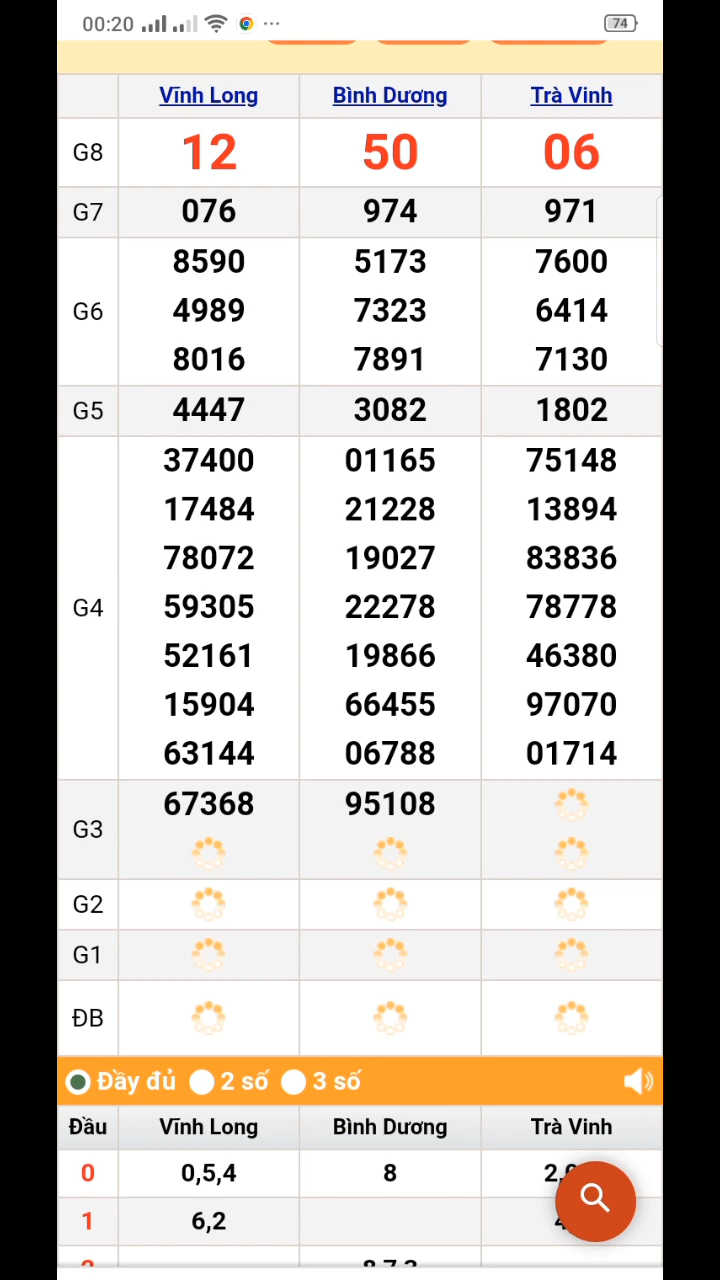 00:20 74
Vĩnh Long Bình Dương Trà Vinh
G8 12 50 06
G7 076 974 971
8590 5173 7600
G6 4989 7323 6414
8016 7891 7130
G5 4447 3082 1802
37400 01165 75148
17484 21228 13894
78072 19027 83836
G4 59305 22278 78778
52161 19866 46380
15904 66455 97070
63144 06788 01714
67368 95108
G3
G2
G1
ĐB
Đầy đủ 2 số 3 số
Đầu Vĩnh Long Bình Dương Trà Vinh
0 0,5,4 8 2,
1 6,2